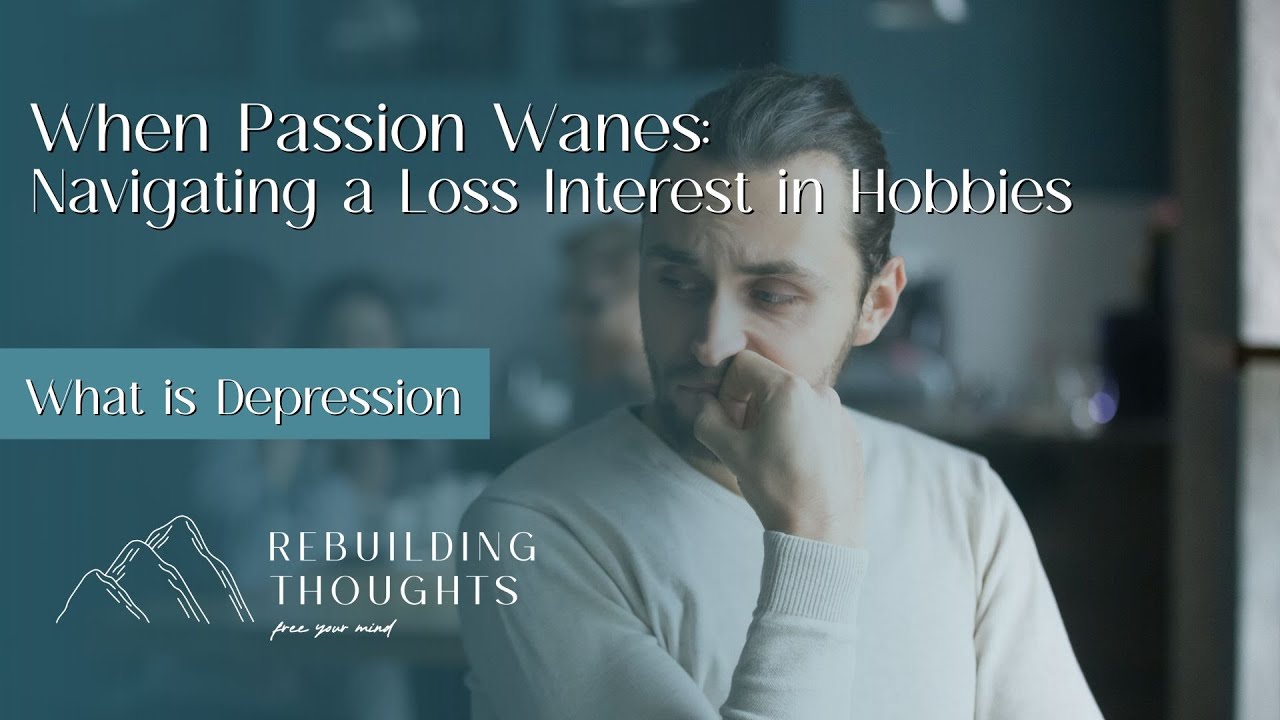 When Passion Wanes:
Navigating a Loss Interest in Hobbies
What is Depression
REBUILDING
THOUGHTS
free your mind